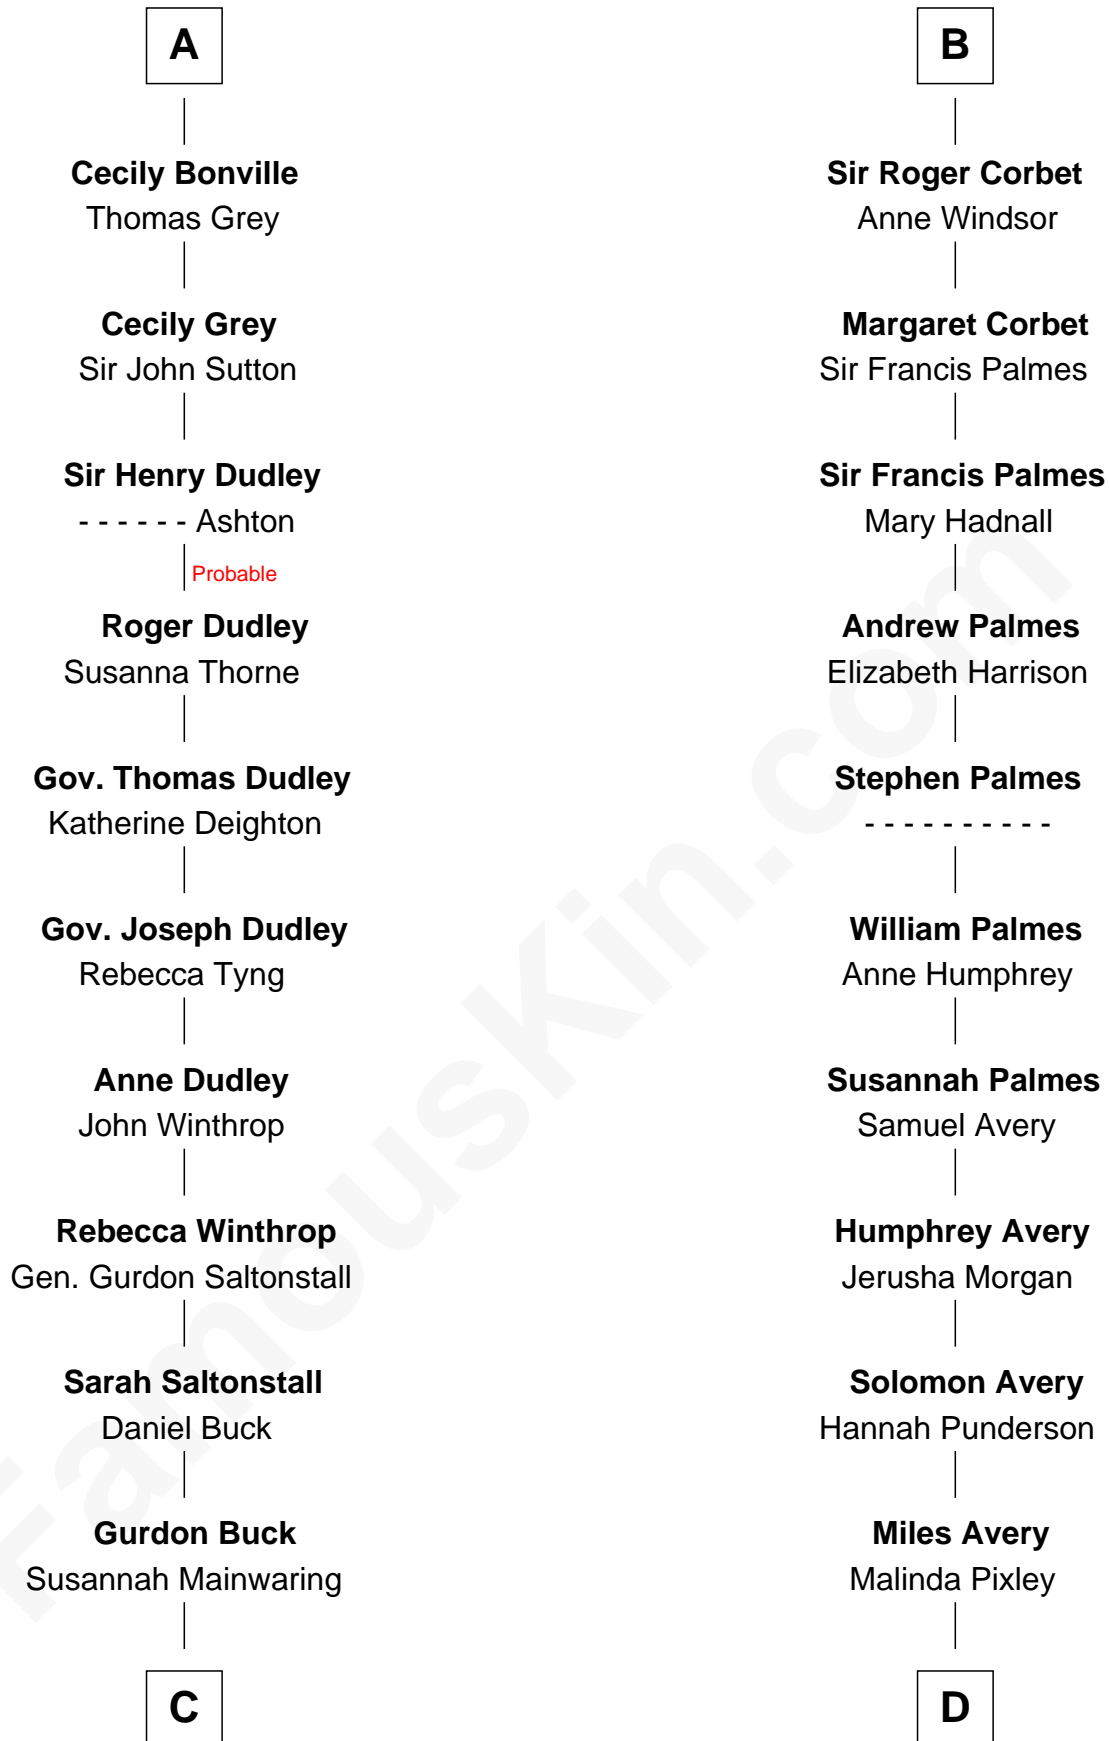 A
Cecily Bonville
Thomas Grey
Cecily Grey
Sir John Sutton
Sir Henry Dudley
- - - - - - Ashton
Probable
Roger Dudley
Susanna Thorne
Gov. Thomas Dudley
Katherine Deighton
Gov. Joseph Dudley
Rebecca Tyng
Anne Dudley
John Winthrop
Rebecca Winthrop
Gen. Gurdon Saltonstall
Sarah Saltonstall
Daniel Buck
Gurdon Buck
Susannah Mainwaring
C
B
Sir Roger Corbet
Anne Windsor
Margaret Corbet
Sir Francis Palmes
Sir Francis Palmes
Mary Hadnall
Andrew Palmes
Elizabeth Harrison
Stephen Palmes
- - - - - - - - - -
William Palmes
Anne Humphrey
Susannah Palmes
Samuel Avery
Humphrey Avery
Jerusha Morgan
Solomon Avery
Hannah Punderson
Miles Avery
Malinda Pixley
D
FamousKin.com